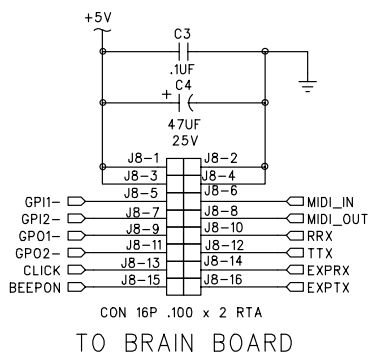 +5V
C3
.1UF
C4
+
47UF
25V
J8-1 J8-2
J8-3 J8-4
J8-5 J8-6
GPI1- MIDI_IN
J8-7 J8-8
GPI2- MIDI_OUT
J8-9 J8-10
GPO1- RRX
J8-11 J8-12
GPO2- TTX
J8-13 J8-14
CLICK EXPRX
J8-15 J8-16
BEEPON EXPTX
CON 16P .100 x 2 RTA
TO BRAIN BOARD